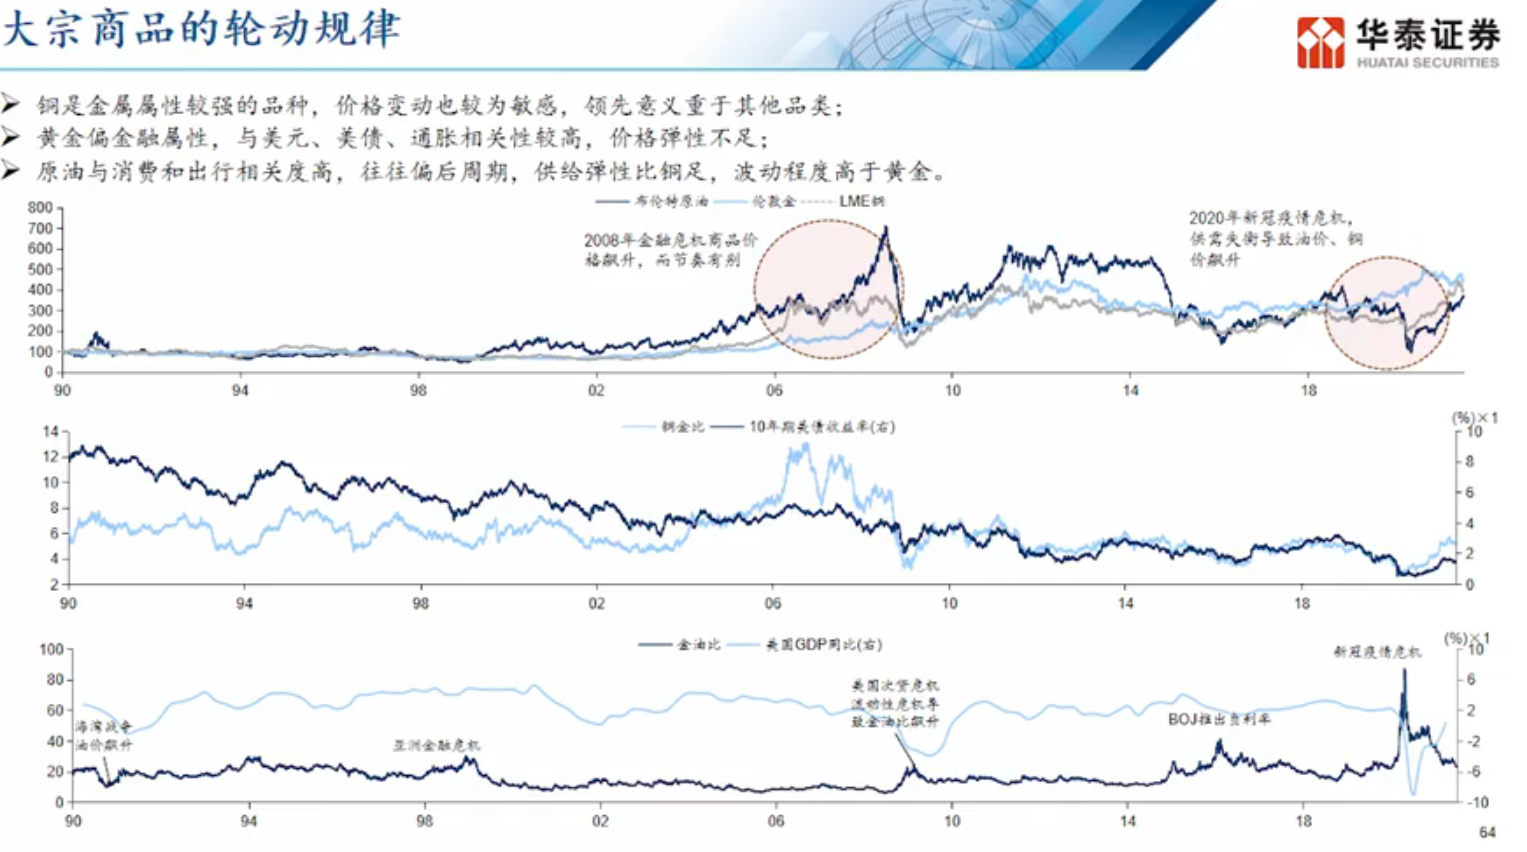 大宗商品的轮动规律
华泰证券
HUATAI SECURITIES
铜是金属属性较强的品种，价格变动也较为敏感，领先意义重于其他品类；
黄金偏金融属性，与美元、美债、通胀相关性较高，价格弹性不足；
原油与消费和出行相关度高，往往偏后周期，供给弹性比铜足，波动程度高于黄金。
布伦特原油 伦敦金 LME铜
800
700
600
500
400
300
200
100
0
2008年金融危机商品价
格飙升，而节奏有别
2020年新冠疫情危机，
供需失衡导致油价、铜
价飙升
90 94 98 02 06 10 14 18
铜金比 10年期美债收益率(右)
(%)×1
14
12
10
8
6
4
2
10
8
6
4
2
0
90 94 98 02 06 10 14 18
金油比 美国GDP同比(右)
(%)×1
100
80
60
40
20
0
10
6
2
-2
-6
-10
海湾战争
油价飙升
亚洲金融危机
美国次贷危机
流动性危机导
致金油比飙升
BOJ推出负利率
新冠疫情危机
90 94 98 02 06 10 14 18
64